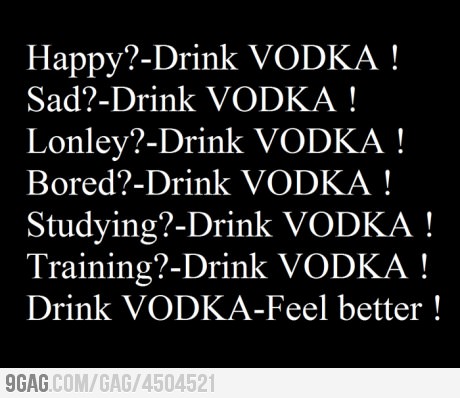 Happy?-Drink VODKA !
Sad?-Drink VODKA !
Lonley?-Drink VODKA !
Bored?-Drink VODKA !
Studying?-Drink VODKA !
Training?-Drink VODKA !
Drink VODKA-Feel better !
9GAG.COM/GAG/4504521